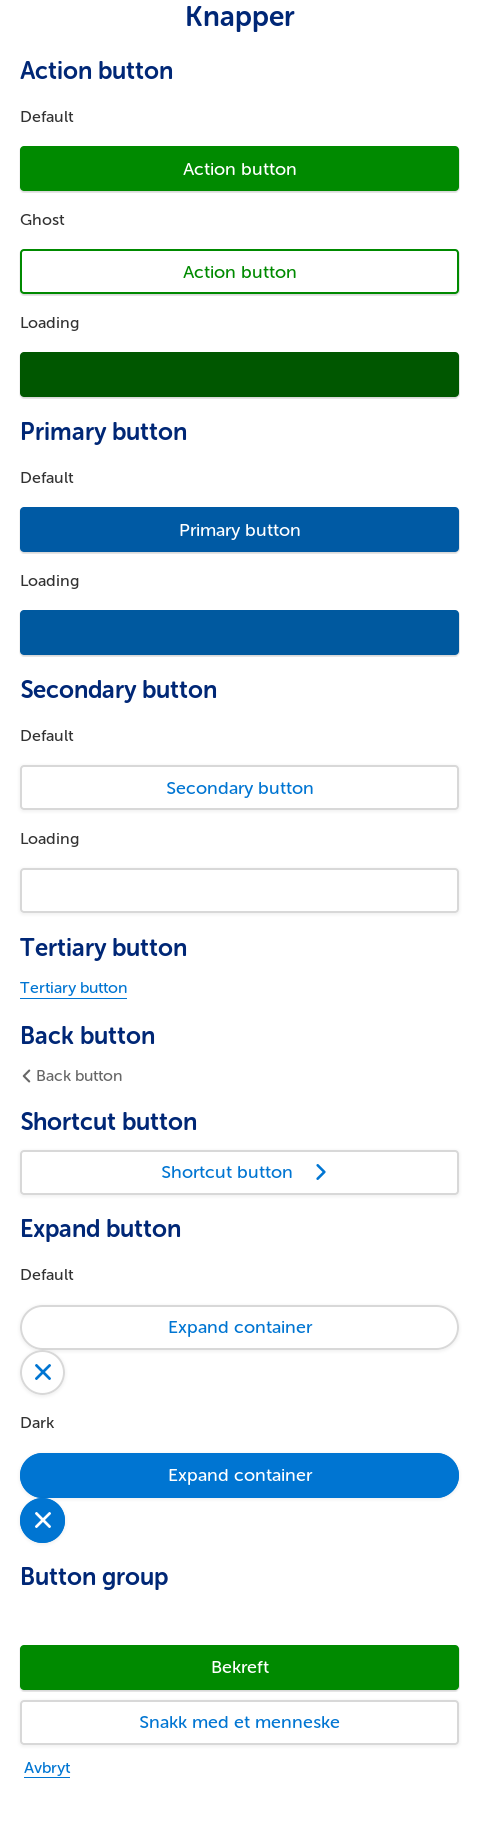 Knapper
Action button
Default
Action button
Ghost
Action button
Loading
Primary button
Default
Primary button
Loading
Secondary button
Default
Secondary button
Loading
Tertiary button
Tertiary button
Back button
Back button
Shortcut button
Shortcut button
Expand button
Default
Expand container
Dark
Expand container
Button group
Bekreft
Snakk med et menneske
Avbryt